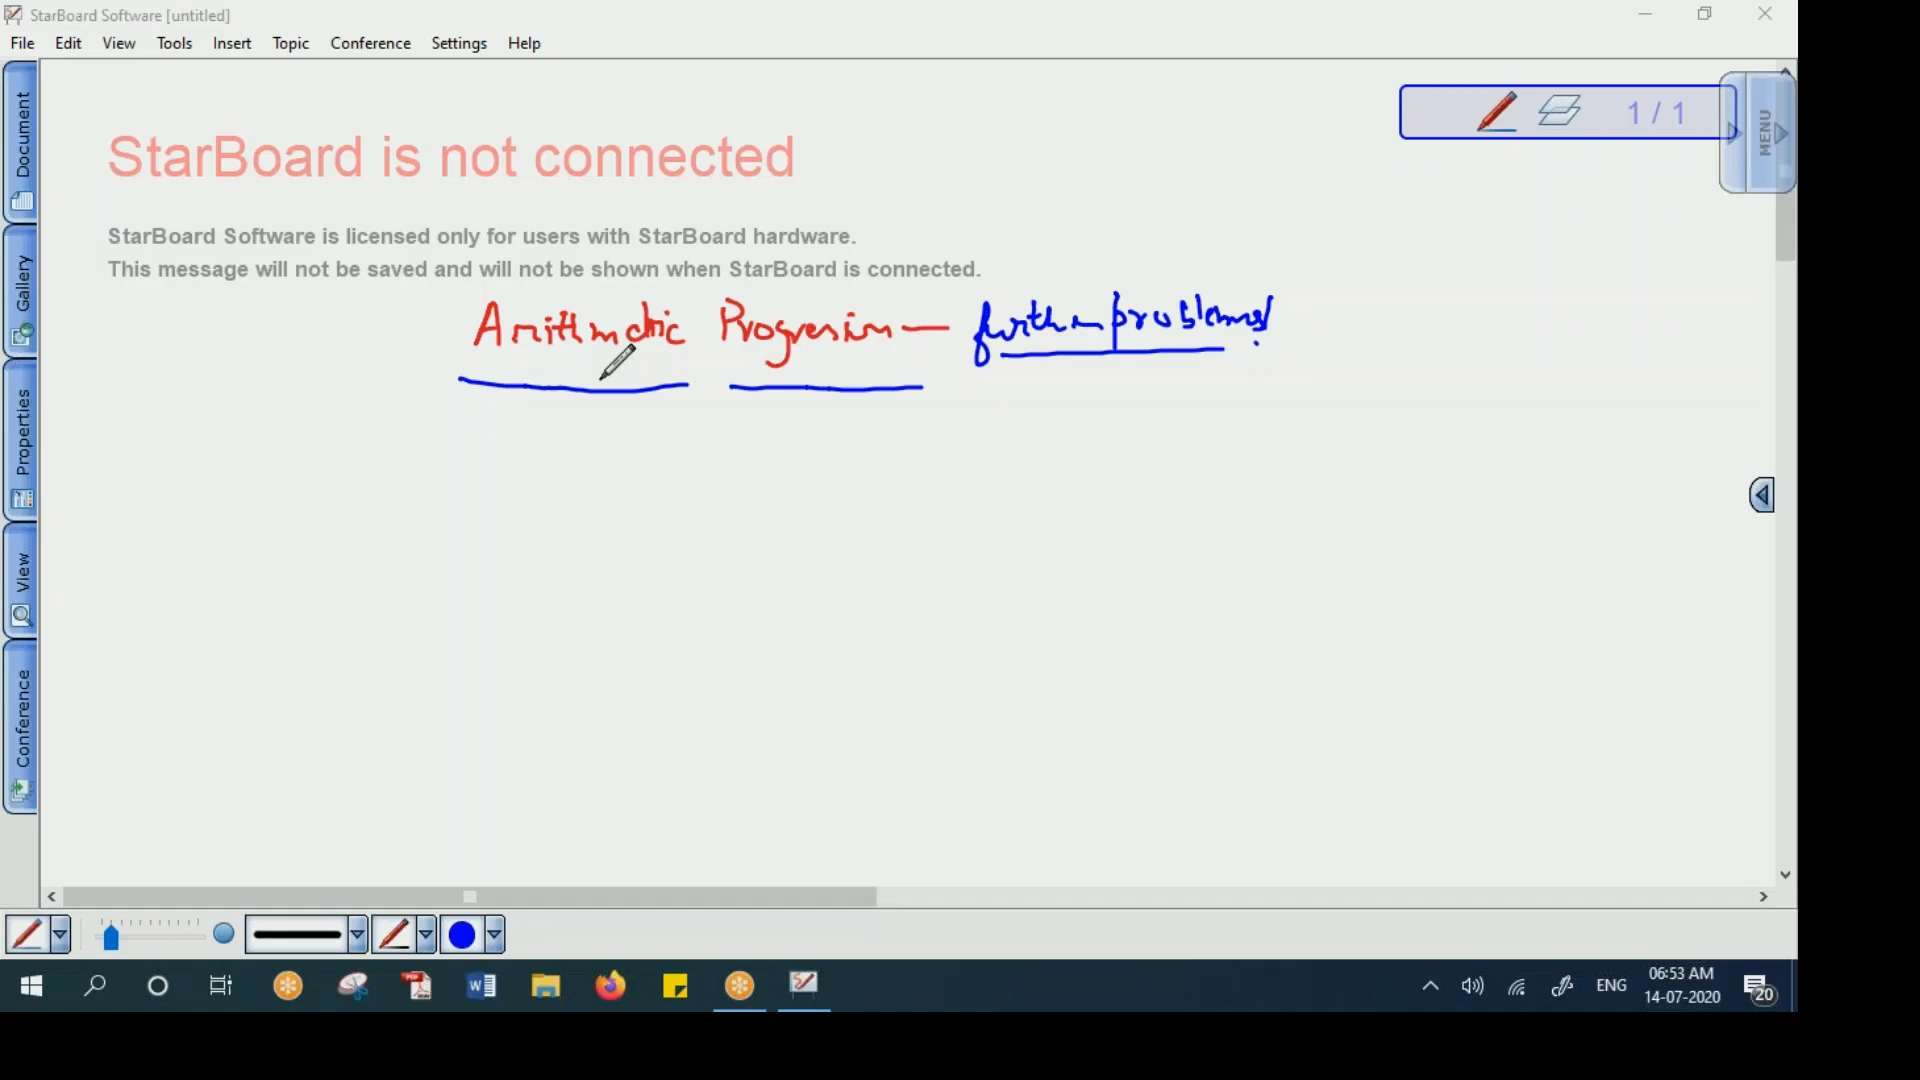 StarBoard Software [untitled]
File Edit View Tools Insert Topic Conference Settings Help
Document
Gallery
Properties
View
Conference
1 / 1
MENU
StarBoard is not connected
StarBoard Software is licensed only for users with StarBoard hardware.
This message will not be saved and will not be shown when StarBoard is connected.
Arithmetic Progression — further problems
06:53 AM
ENG
14-07-2020
20